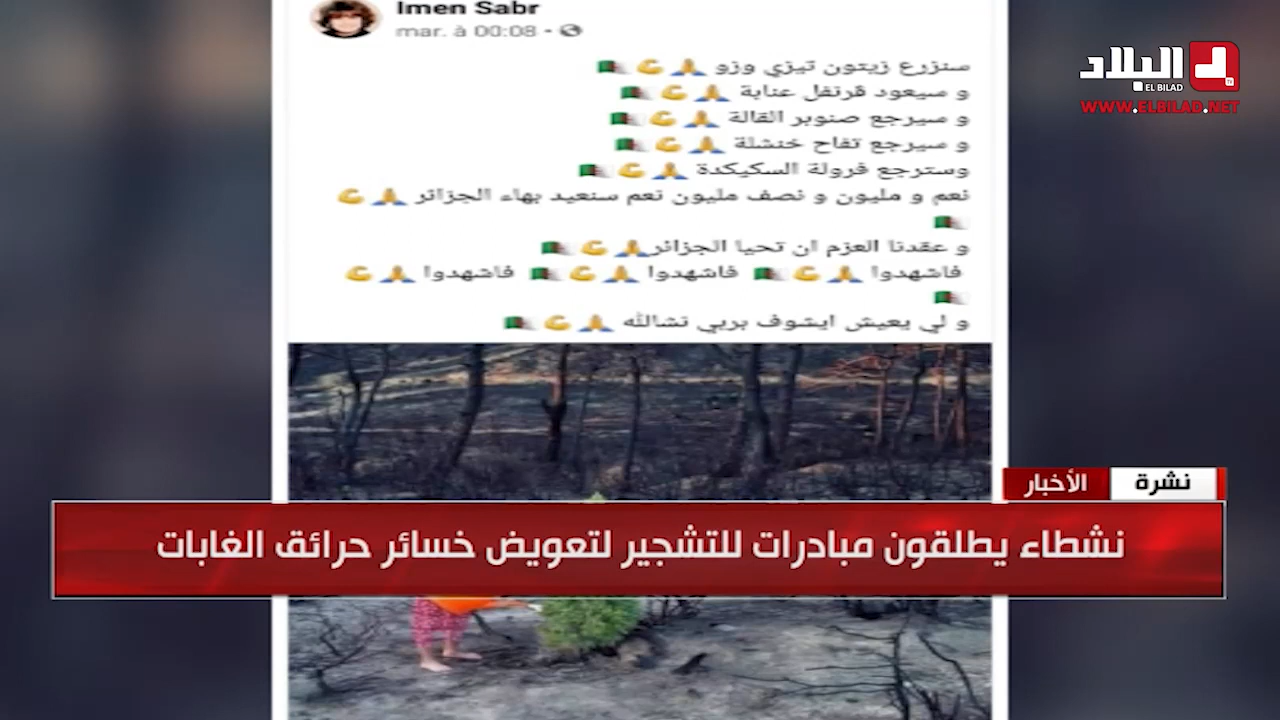 Imen Sabr
mar. à 00:08 ·
سنزرع زيتون تيزي وزو 🙏 💪 🇩🇿
و سيعود قرنفل عنابة 🙏 💪 🇩🇿
و سيرجع صنوبر القالة 🙏 💪 🇩🇿
و سيرجع تفاح خنشلة 🙏 💪 🇩🇿
وسترجع فرولة السكيكدة 🙏 💪 🇩🇿
نعم و مليون و نصف مليون نعم سنعيد بهاء الجزائر 🙏 💪
🇩🇿
و عقدنا العزم ان تحيا الجزائر🙏 💪 🇩🇿
فاشهدوا 🙏 💪 🇩🇿 فاشهدوا 🙏 💪 🇩🇿 فاشهدوا 🙏 💪
🇩🇿
و لي يعيش ايشوف بربي نشالله 🙏 💪 🇩🇿
البلاد
EL BILAD
TV
WWW.ELBILAD.NET
نشرة الأخبار
نشطاء يطلقون مبادرات للتشجير لتعويض خسائر حرائق الغابات